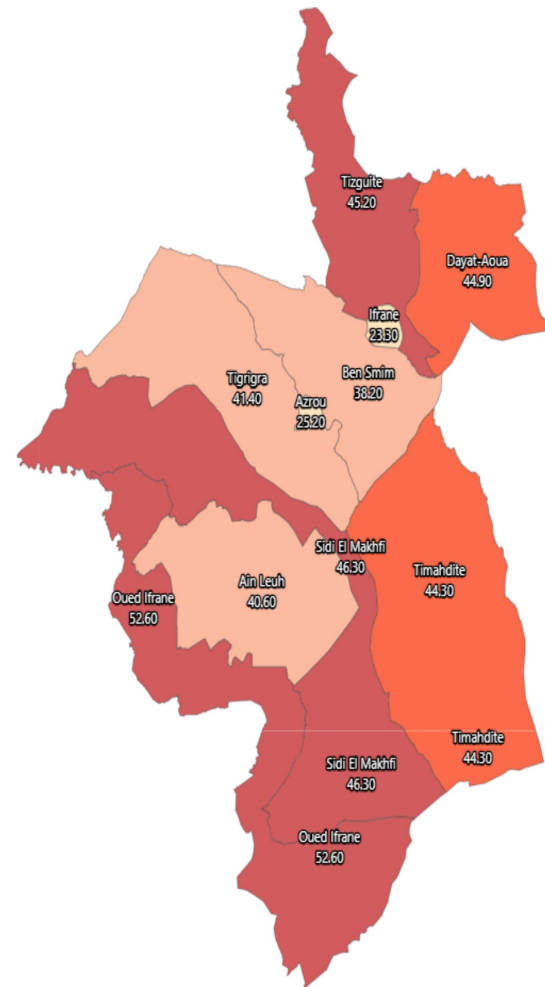 Tizguite
45.20
Dayat-Aoua
44.90
Ifrane
23.30
Ben Smim
38.20
Tigrigra
41.40
Azrou
25.20
Sidi El Makhfi
46.30
Timahdite
44.30
Ain Leuh
40.60
Oued Ifrane
52.60
Timahdite
44.30
Sidi El Makhfi
46.30
Oued Ifrane
52.60